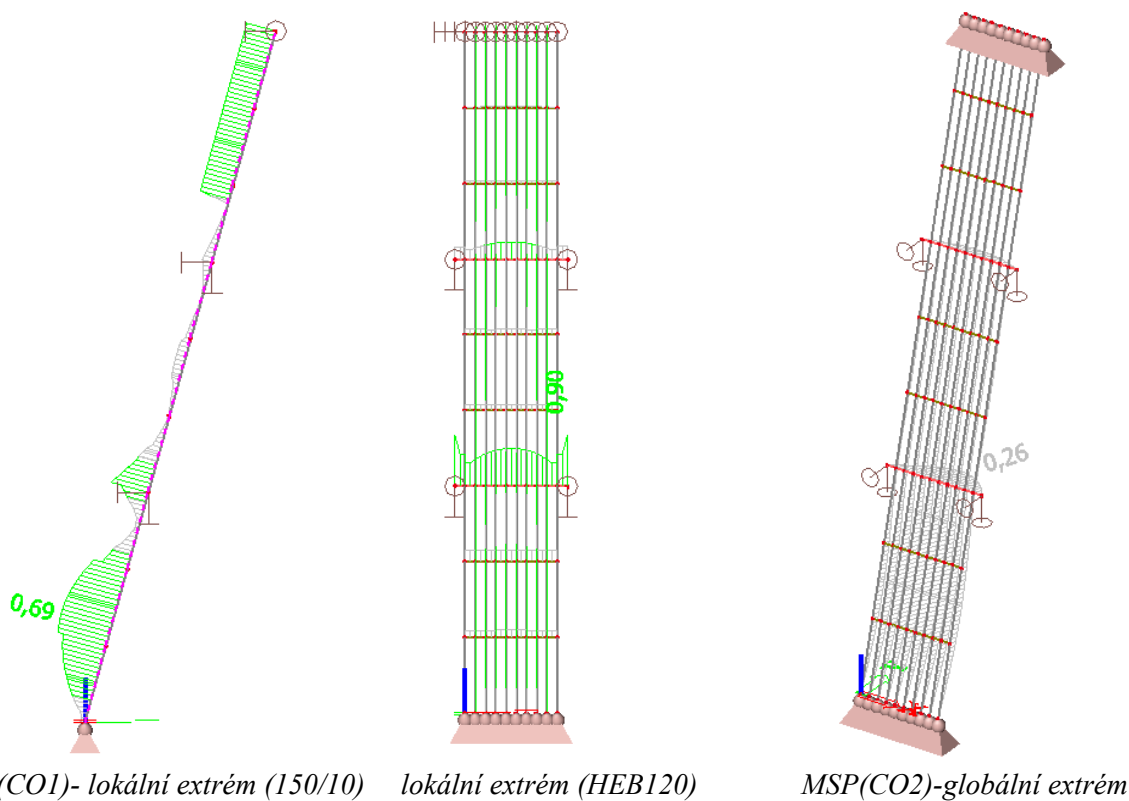 0,69
0,90
0,26
(CO1)- lokální extrém (150/10)
lokální extrém (HEB120)
MSP(CO2)-globální extrém